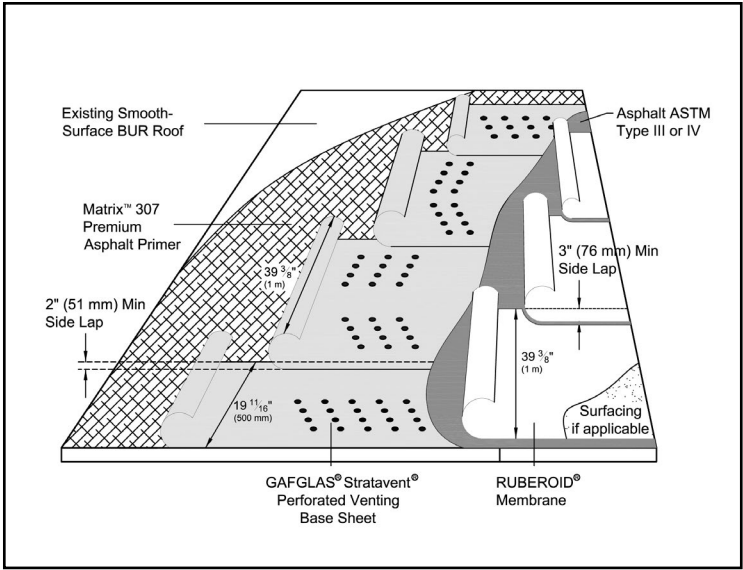 Existing Smooth-
Surface BUR Roof
Asphalt ASTM
Type III or IV
Matrix™ 307
Premium
Asphalt Primer
3" (76 mm) Min
Side Lap
39 3/8"
(1 m)
2" (51 mm) Min
Side Lap
39 3/8"
(1 m)
19 11/16"
(500 mm)
Surfacing
if applicable
GAFGLAS® Stratavent®
Perforated Venting
Base Sheet
RUBEROID®
Membrane